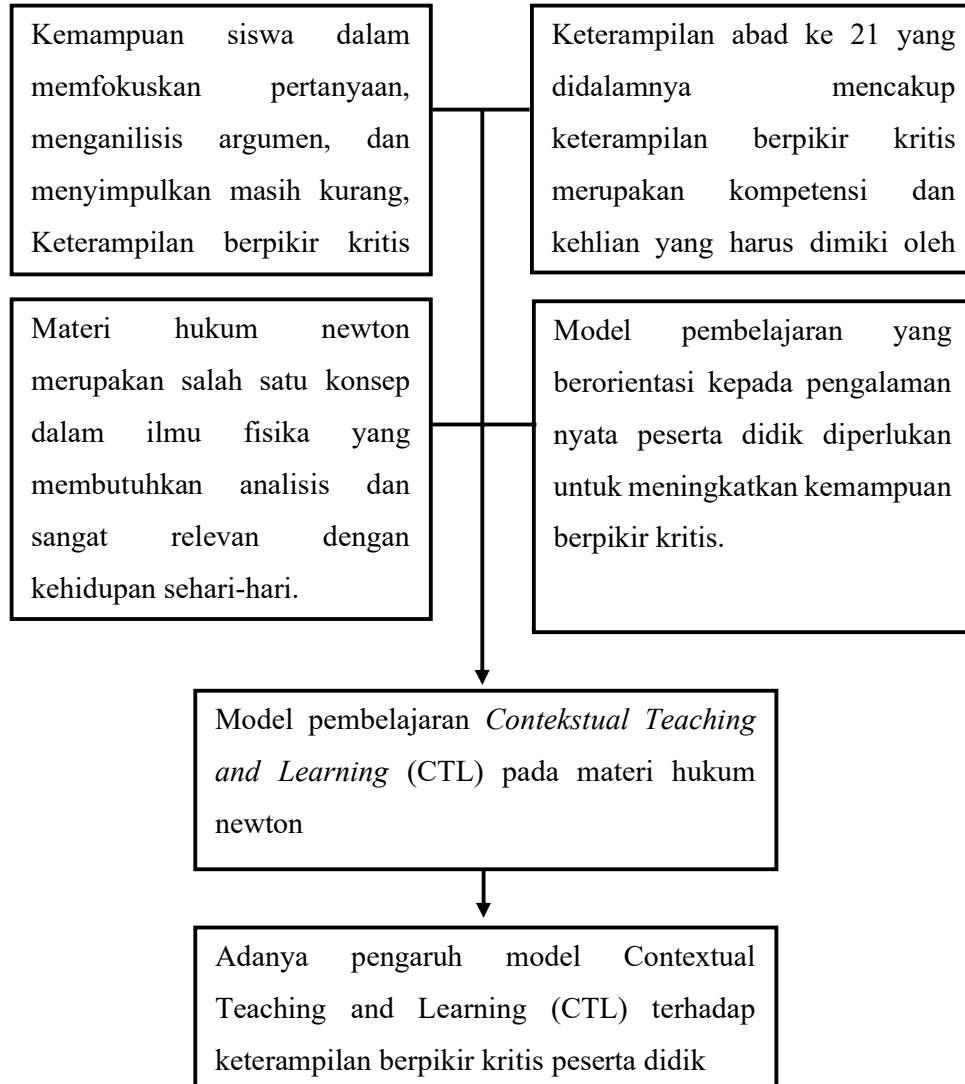 Kemampuan siswa dalam
memfokuskan pertanyaan,
menganilisis argumen, dan
menyimpulkan masih kurang,
Keterampilan berpikir kritis
Keterampilan abad ke 21 yang
didalamnya mencakup
keterampilan berpikir kritis
merupakan kompetensi dan
kehlian yang harus dimiki oleh
Materi hukum newton
merupakan salah satu konsep
dalam ilmu fisika yang
membutuhkan analisis dan
sangat relevan dengan
kehidupan sehari-hari.
Model pembelajaran yang
berorientasi kepada pengalaman
nyata peserta didik diperlukan
untuk meningkatkan kemampuan
berpikir kritis.
Model pembelajaran Contekstual Teaching
and Learning (CTL) pada materi hukum
newton
Adanya pengaruh model Contextual
Teaching and Learning (CTL) terhadap
keterampilan berpikir kritis peserta didik